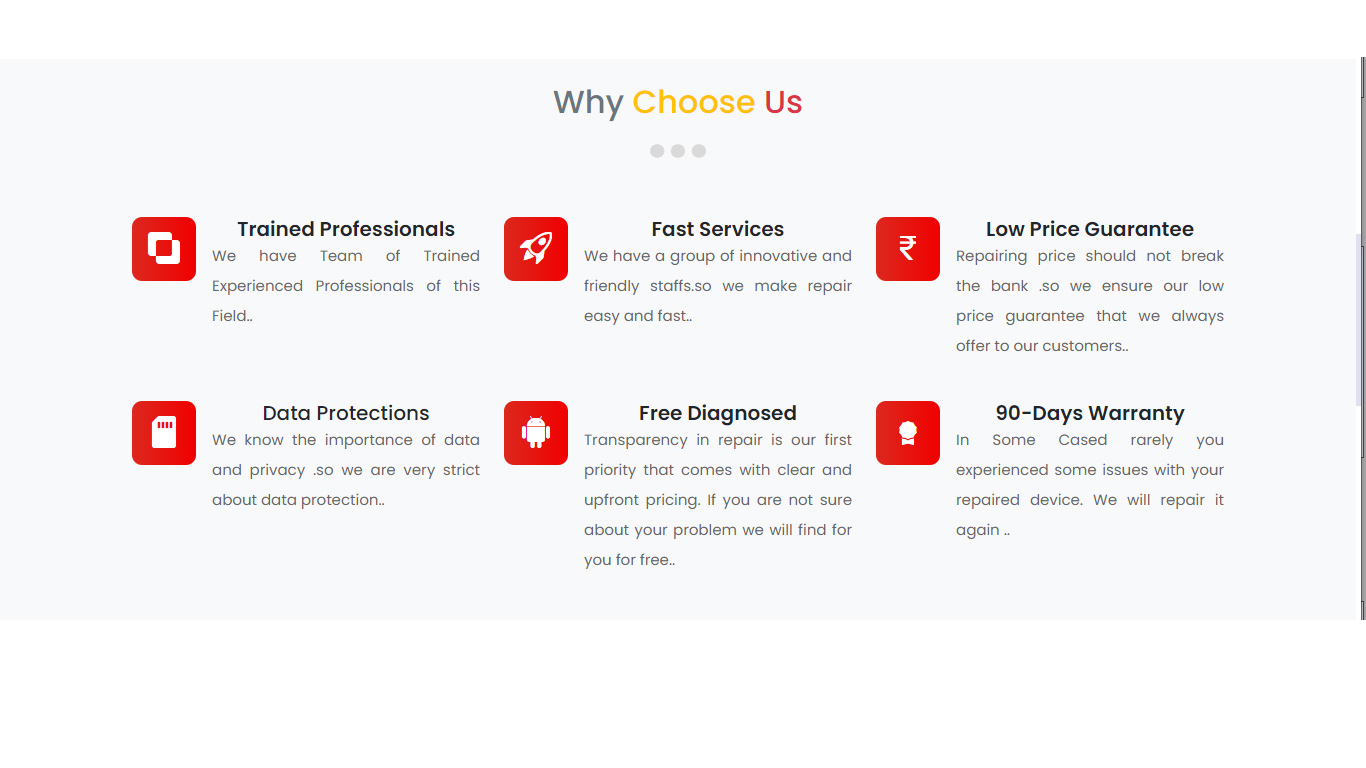 Why Choose Us
Trained Professionals
We have Team of Trained
Experienced Professionals of this
Field..
Fast Services
We have a group of innovative and
friendly staffs.so we make repair
easy and fast..
Low Price Guarantee
Repairing price should not break
the bank .so we ensure our low
price guarantee that we always
offer to our customers..
Data Protections
We know the importance of data
and privacy .so we are very strict
about data protection..
Free Diagnosed
Transparency in repair is our first
priority that comes with clear and
upfront pricing. If you are not sure
about your problem we will find for
you for free..
90-Days Warranty
In Some Cased rarely you
experienced some issues with your
repaired device. We will repair it
again ..